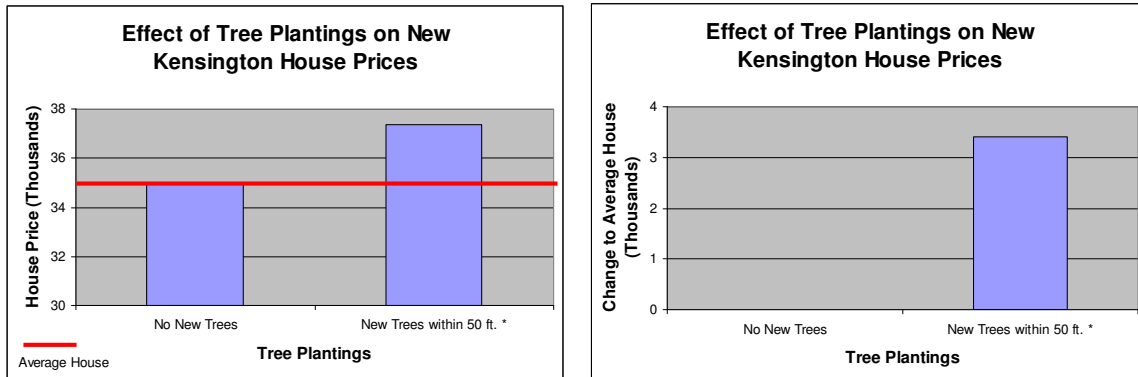 Effect of Tree Plantings on New
Kensington House Prices
House Price (Thousands)
38
36
34
32
30
No New Trees
New Trees within 50 ft. *
Tree Plantings
Average House
Effect of Tree Plantings on New
Kensington House Prices
Change to Average House
(Thousands)
4
3
2
1
0
No New Trees
New Trees within 50 ft. *
Tree Plantings